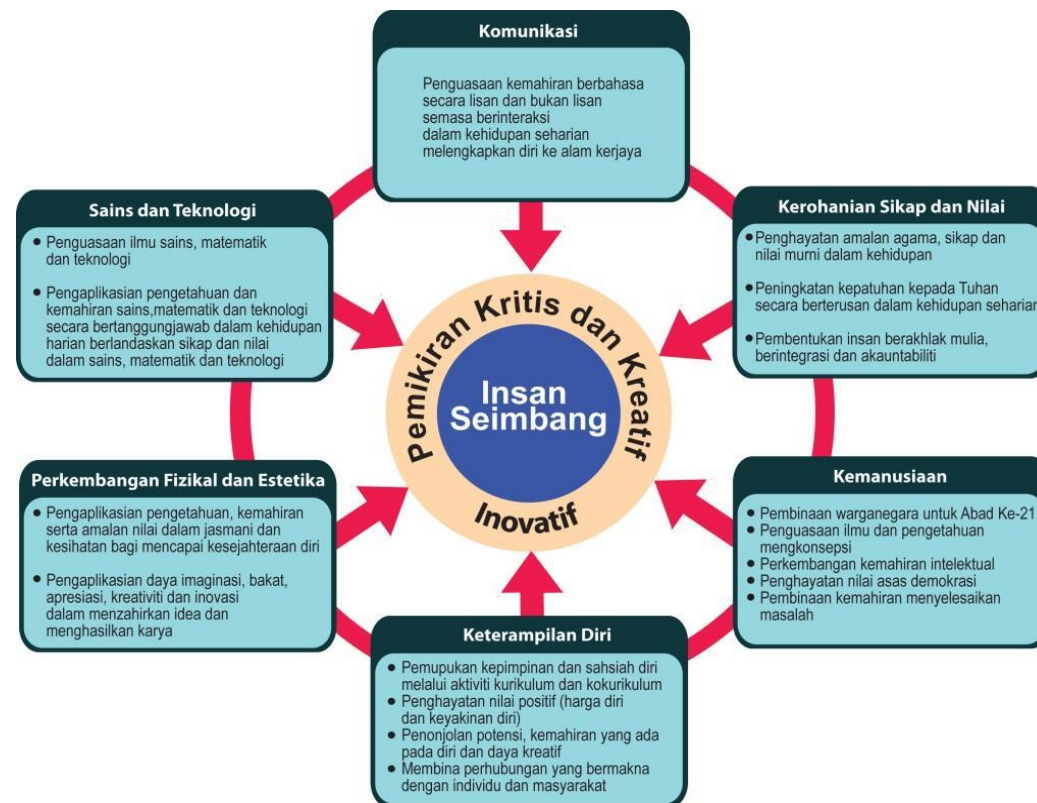 Komunikasi
Penguasaan kemahiran berbahasa
secara lisan dan bukan lisan
semasa berinteraksi
dalam kehidupan seharian
melengkapkan diri ke alam kerjaya
Sains dan Teknologi
● Penguasaan ilmu sains, matematik
dan teknologi
● Pengaplikasian pengetahuan dan
kemahiran sains,matematik dan teknologi
secara bertanggungjawab dalam kehidupan
harian berlandaskan sikap dan nilai
dalam sains, matematik dan teknologi
Kerohanian Sikap dan Nilai
● Penghayatan amalan agama, sikap dan
nilai murni dalam kehidupan
● Peningkatan kepatuhan kepada Tuhan
secara berterusan dalam kehidupan seharian
● Pembentukan insan berakhlak mulia,
berintegrasi dan akauntabiliti
Pemikiran Kritis dan Kreatif
Insan
Seimbang
Inovatif
Perkembangan Fizikal dan Estetika
● Pengaplikasian pengetahuan, kemahiran
serta amalan nilai dalam jasmani dan
kesihatan bagi mencapai kesejahteraan diri
● Pengaplikasian daya imaginasi, bakat,
apresiasi, kreativiti dan inovasi
dalam menzahirkan idea dan
menghasilkan karya
Kemanusiaan
● Pembinaan warganegara untuk Abad Ke-21
● Penguasaan ilmu dan pengetahuan
mengkonsepsi
● Perkembangan kemahiran intelektual
● Penghayatan nilai asas demokrasi
● Pembinaan kemahiran menyelesaikan
masalah
Keterampilan Diri
● Pemupukan kepimpinan dan sahsiah diri
melalui aktiviti kurikulum dan kokurikulum
● Penghayatan nilai positif (harga diri
dan keyakinan diri)
● Penonjolan potensi, kemahiran yang ada
pada diri dan daya kreatif
● Membina perhubungan yang bermakna
dengan individu dan masyarakat